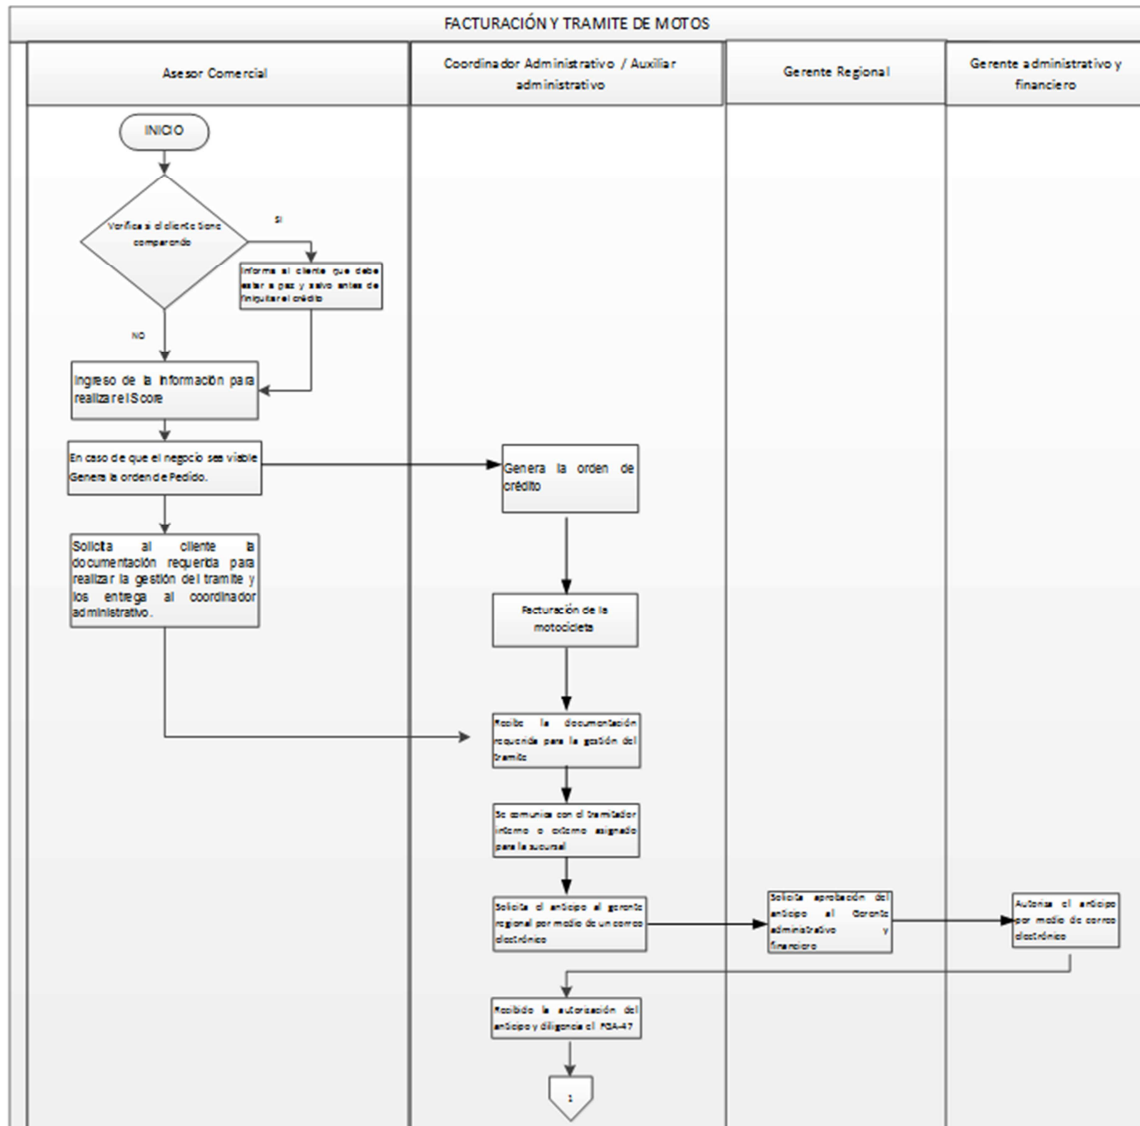 FACTURACIÓN Y TRAMITE DE MOTOS
Asesor Comercial
Coordinador Administrativo / Auxiliar
administrativo
Gerente Regional
Gerente administrativo y
financiero
INICIO
Verifica si el cliente tiene
comparendo
SI
Informa al cliente que debe
estar a paz y salvo antes de
finiquitar el crédito
NO
Ingreso de la información para
realizar el Score
En caso de que el negocio sea viable
Genera la orden de Pedido.
Genera la orden de
crédito
Solicita al cliente la
documentación requerida para
realizar la gestión del tramite y
los entrega al coordinador
administrativo.
Facturación de la
motocicleta
Recibe la documentación
requerida para la gestión del
tramite
Se comunica con el tramitador
interno o externo asignado
para la sucursal
Solicita el anticipo al gerente
regional por medio de un correo
electrónico
Solicita aprobación del
anticipo al Gerente
administrativo y
financiero
Autoriza el anticipo
por medio de correo
electrónico
Recibido la autorización del
anticipo y diligencia el FGA-47
1